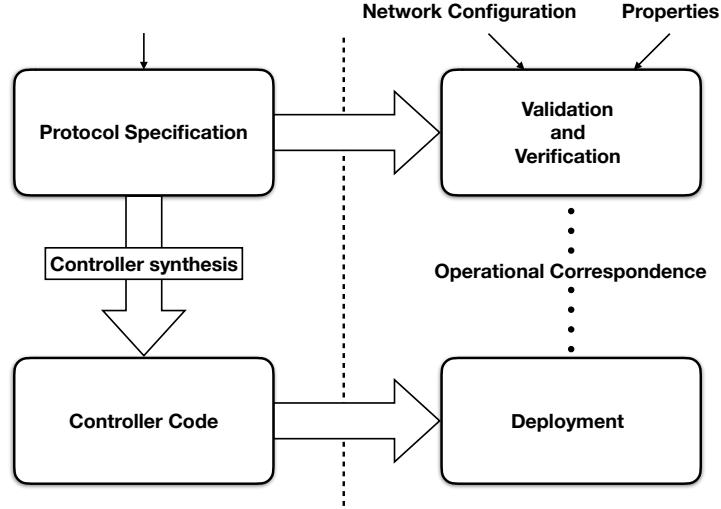 Network Configuration
Properties
Protocol Specification
Validation
and
Verification
Controller synthesis
Operational Correspondence
Controller Code
Deployment